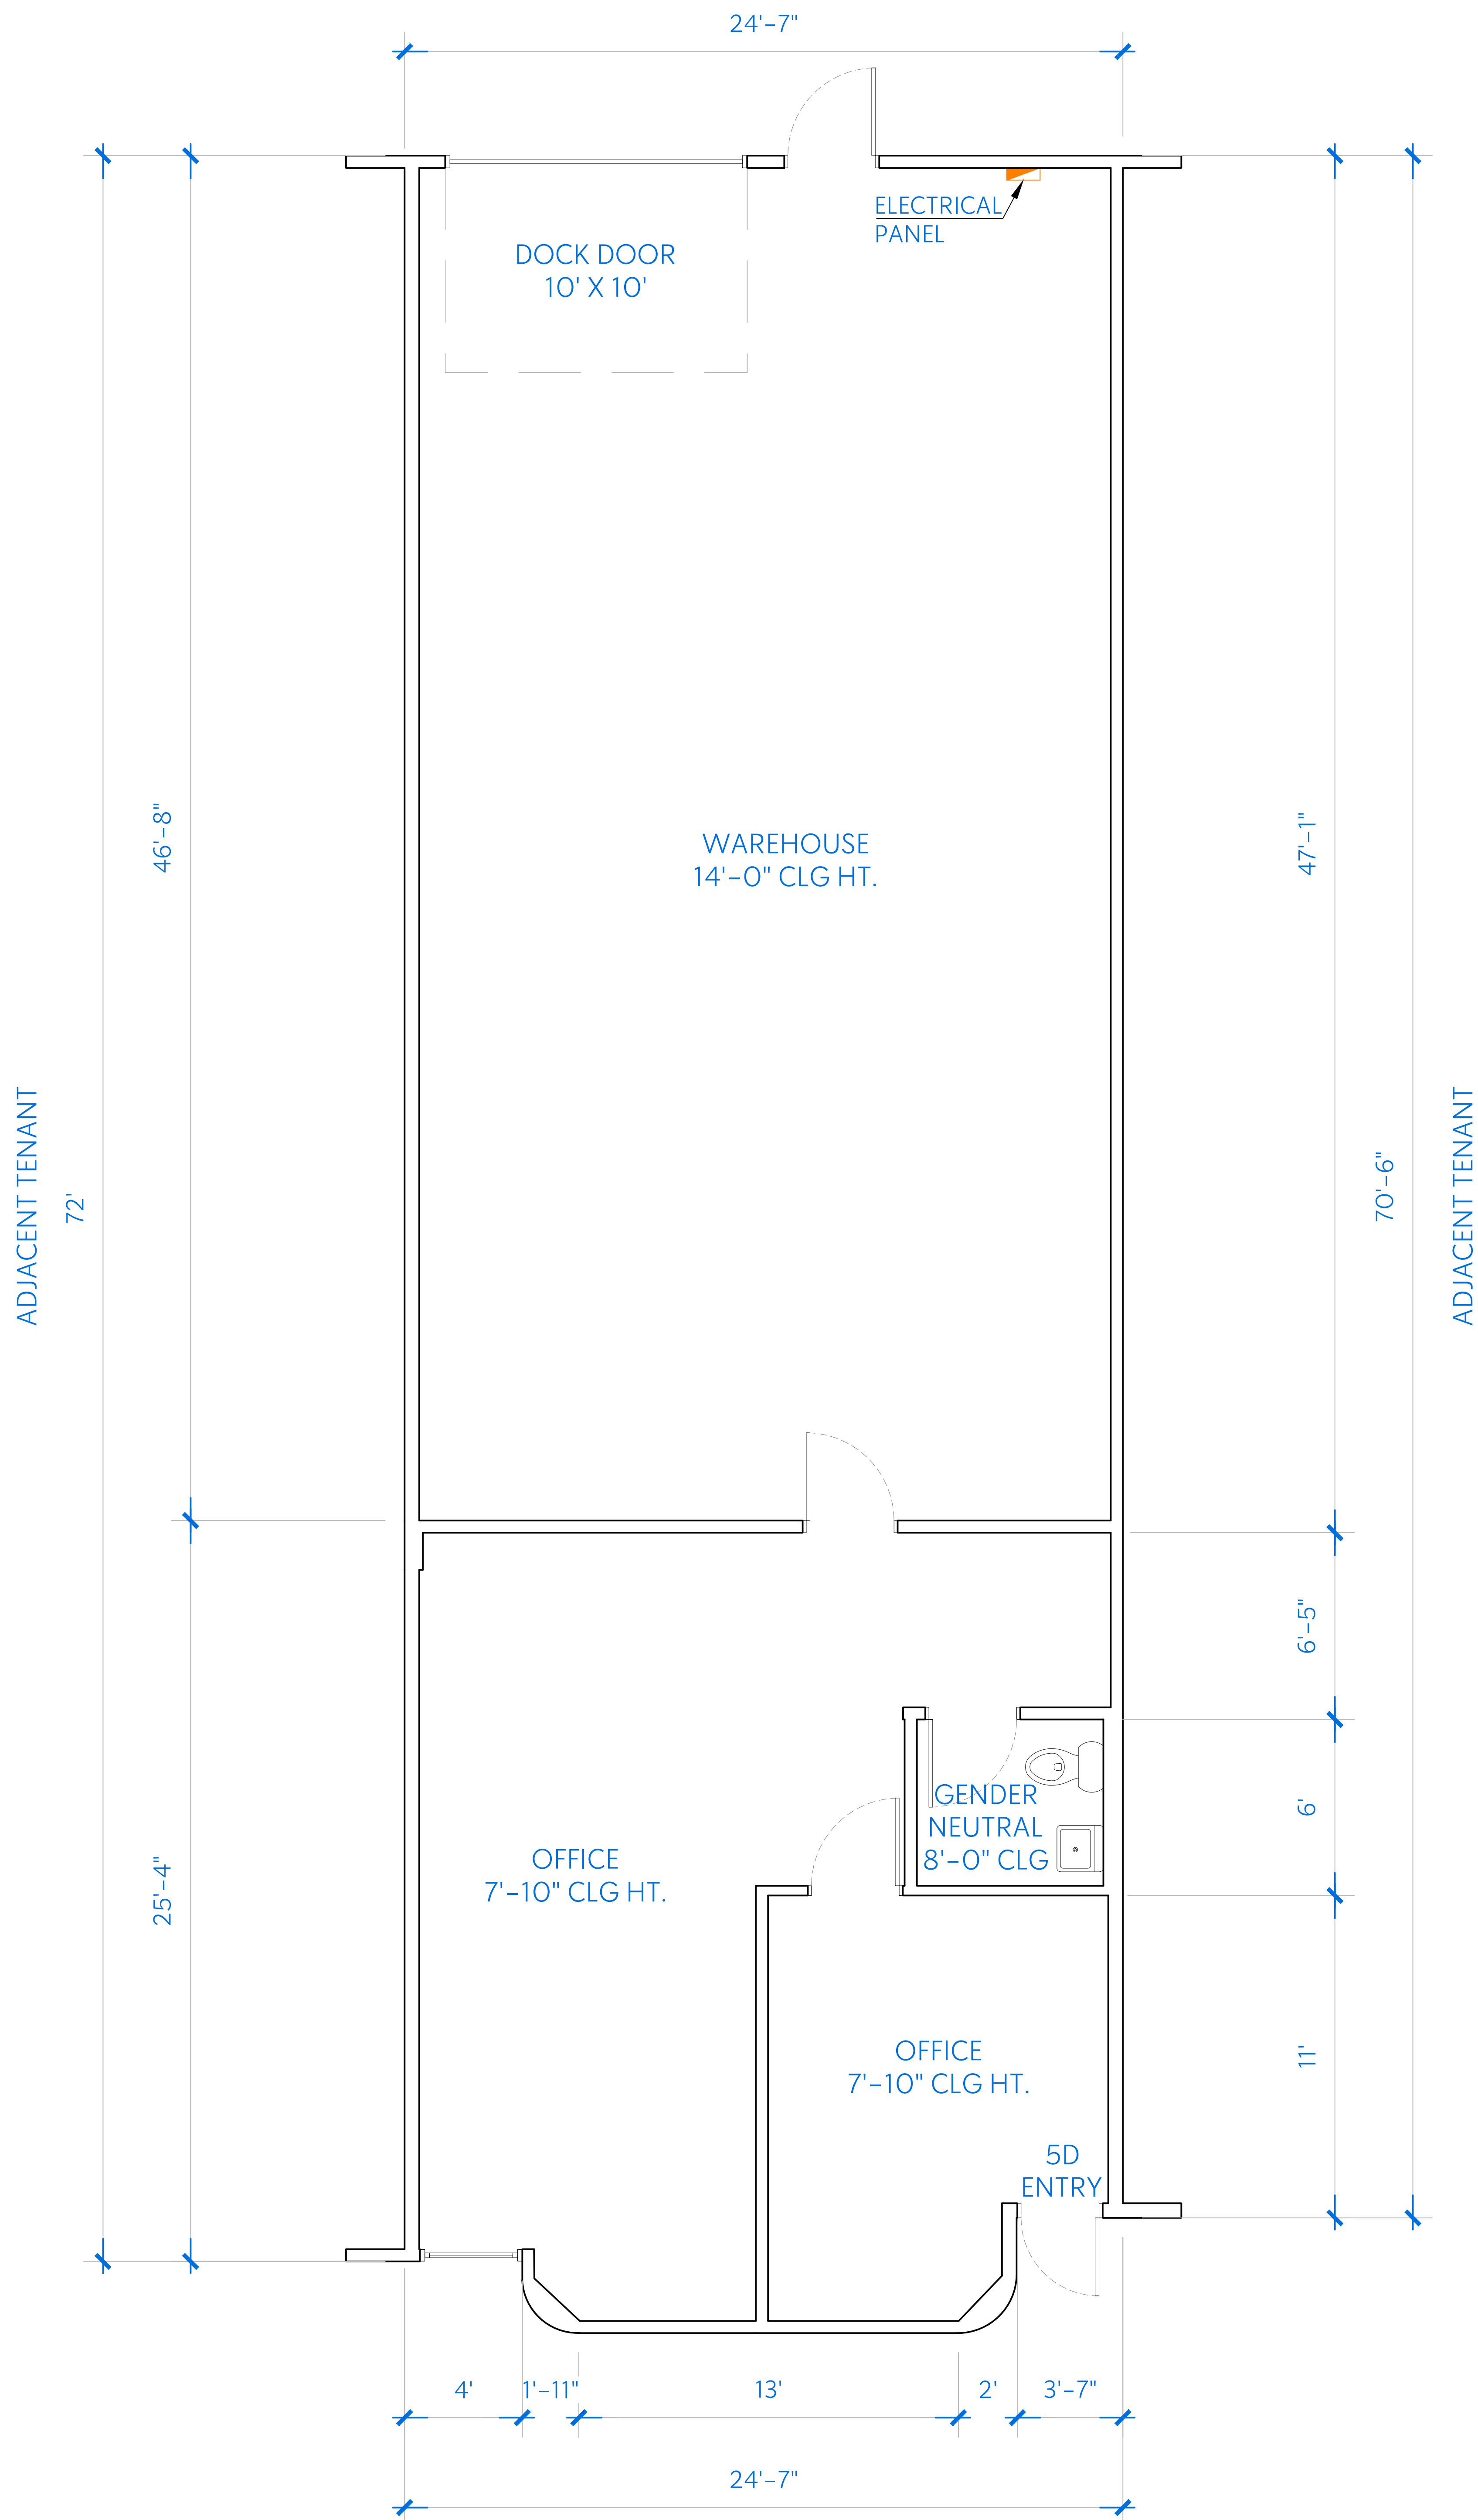 24'-7"
ELECTRICAL
PANEL
DOCK DOOR
10' X 10'
WAREHOUSE
14'-0" CLG HT.
46'-8"
47'-1"
ADJACENT TENANT
72'
70'-6"
ADJACENT TENANT
6'-5"
6'
GENDER
NEUTRAL
8'-0" CLG
OFFICE
7'-10" CLG HT.
25'-4"
11'
OFFICE
7'-10" CLG HT.
5D
ENTRY
4'
1'-11"
13'
2'
3'-7"
24'-7"